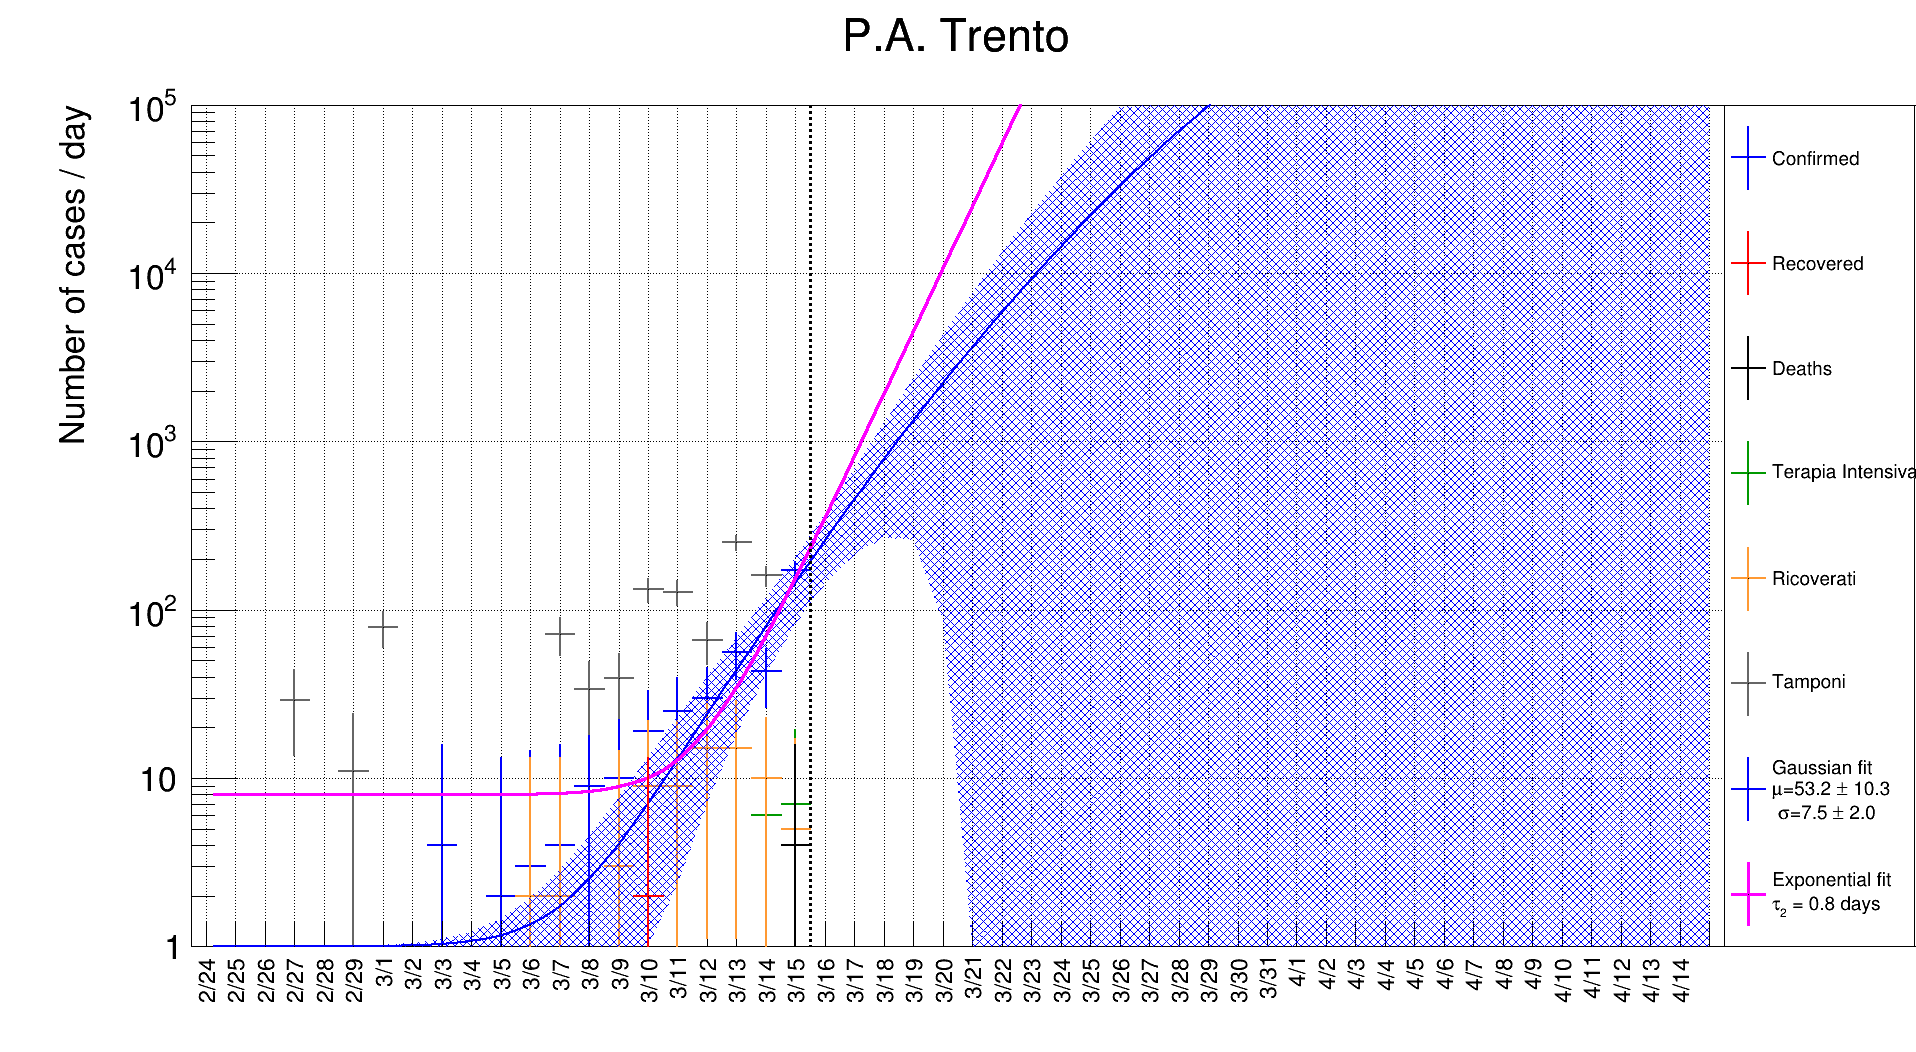 P.A. Trento
Number of cases / day
10^5
10^4
10^3
10^2
10
1
2/24 2/25 2/26 2/27 2/28 2/29 3/1 3/2 3/3 3/4 3/5 3/6 3/7 3/8 3/9 3/10 3/11 3/12 3/13 3/14 3/15 3/16 3/17 3/18 3/19 3/20 3/21 3/22 3/23 3/24 3/25 3/26 3/27 3/28 3/29 3/30 3/31 4/1 4/2 4/3 4/4 4/5 4/6 4/7 4/8 4/9 4/10 4/11 4/12 4/13 4/14
Confirmed
Recovered
Deaths
Terapia Intensiva
Ricoverati
Tamponi
Gaussian fit
μ=53.2 ± 10.3
σ=7.5 ± 2.0
Exponential fit
τ₂ = 0.8 days